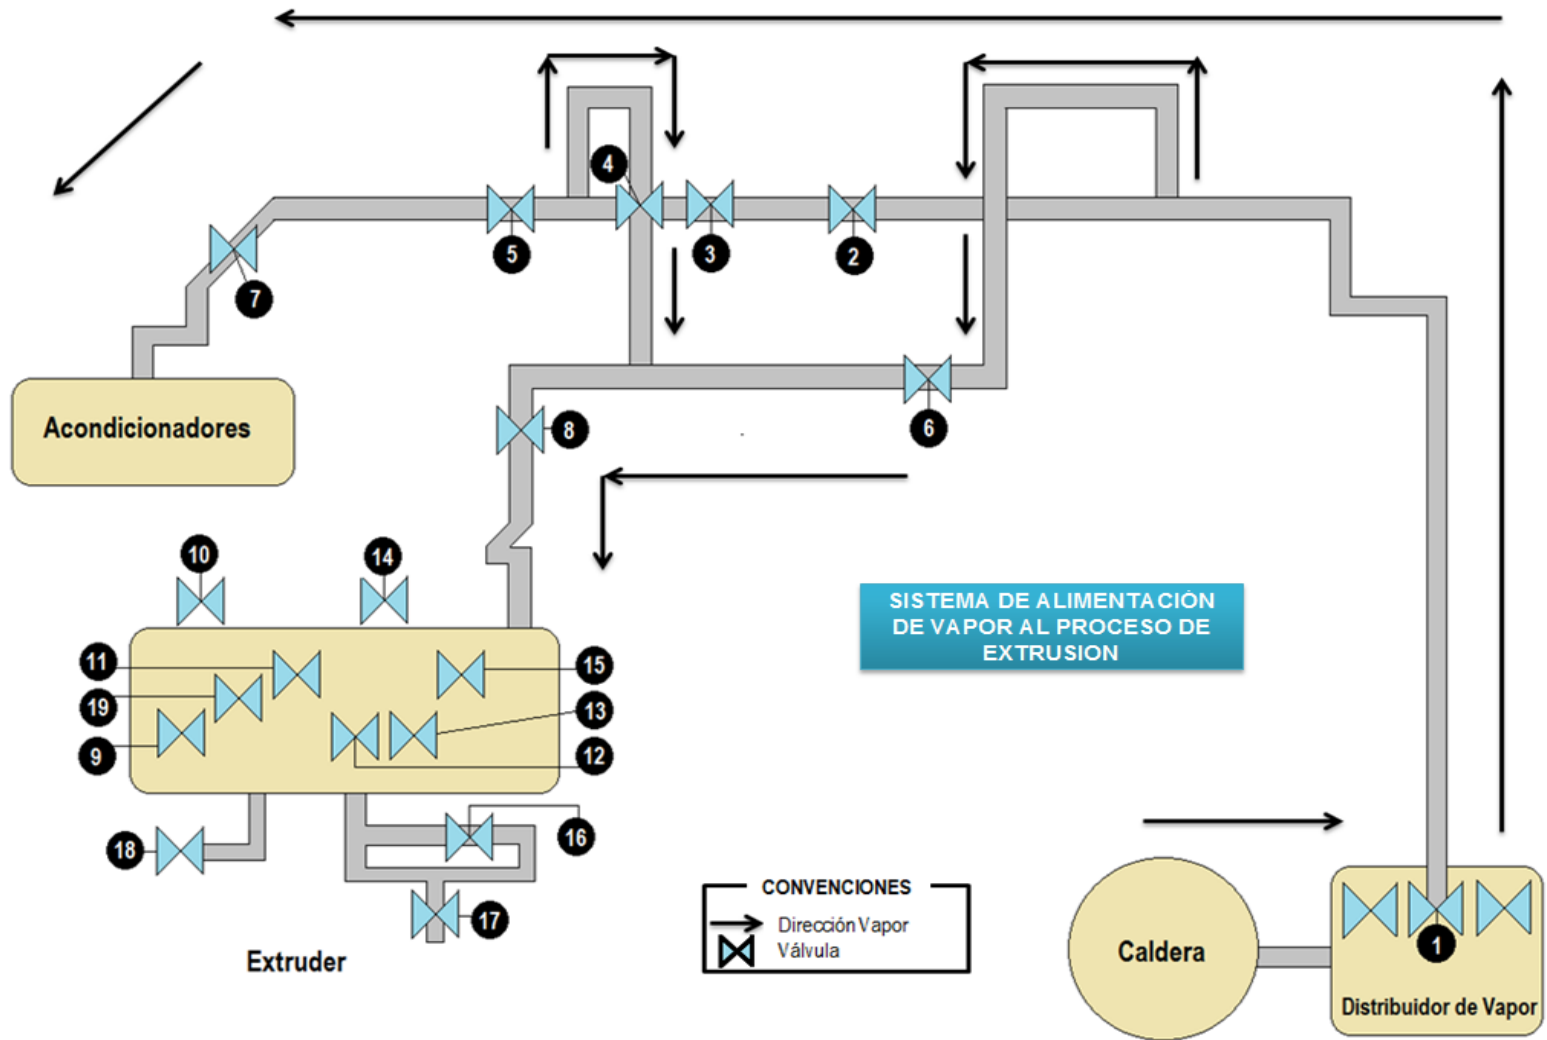 4
5
3
2
7
Acondicionadores
8
6
10
14
SISTEMA DE ALIMENTACIÓN
DE VAPOR AL PROCESO DE
EXTRUSION
11
15
19
13
9
12
18
16
17
CONVENCIONES
Dirección Vapor
Válvula
Extruder
Caldera
1
Distribuidor de Vapor